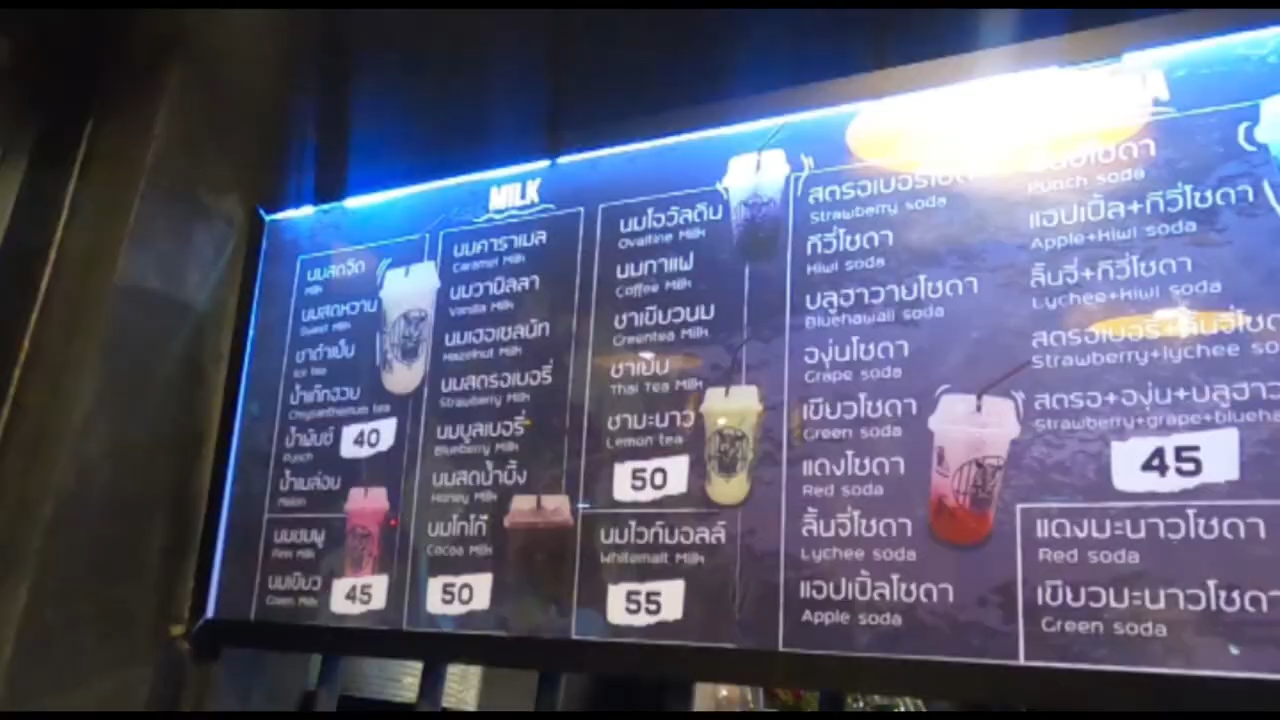 MILK
นมสดจืด
Milk
นมสดหวาน
Sweet Milk
ชาดำเย็น
Ice tea
น้ำเก๊กฮวย
Chrysanthemum tea
น้ำพันช์
Punch
40
น้ำเมล่อน
Melon
นมชมพู
Pink Milk
นมเขียว
Green Milk
45
นมคาราเมล
Caramel Milk
นมวานิลลา
Vanilla Milk
นมเฮอเซลนัท
Hazelnut Milk
นมสตรอเบอร์รี่
Strawberry Milk
นมบูลเบอรี่
Blueberry Milk
นมสดน้ำผึ้ง
Honey Milk
นมโกโก้
Cocoa Milk
50
นมโอวัลติน
Ovaltine Milk
นมกาแฟ
Coffee Milk
ชาเขียวนม
Greentea Milk
ชาเย็น
Thai Tea Milk
ชามะนาว
Lemon tea
50
นมไวท์มอลล์
Whitemalt Milk
55
Strawberry soda
กีวี่โซดา
Kiwi soda
บลูฮาวายโซดา
Bluehawaii soda
องุ่นโซดา
Grape soda
เขียวโซดา
Green soda
แดงโซดา
Red soda
ลิ้นจี่โซดา
Lychee soda
แอปเปิ้ลโซดา
Apple soda
Punch soda
แอปเปิ้ล+กีวี่โซดา
Apple+Kiwi soda
ลิ้นจี่+กีวี่โซดา
Lychee+Kiwi soda
สตรอเบอรี่+ลิ้นจี่โซด
Strawberry+lychee so
สตรอ+องุ่น+บลูฮาว
Strawberry+grape+blueha
45
แดงมะนาวโซดา
Red soda
เขียวมะนาวโซดา
Green soda